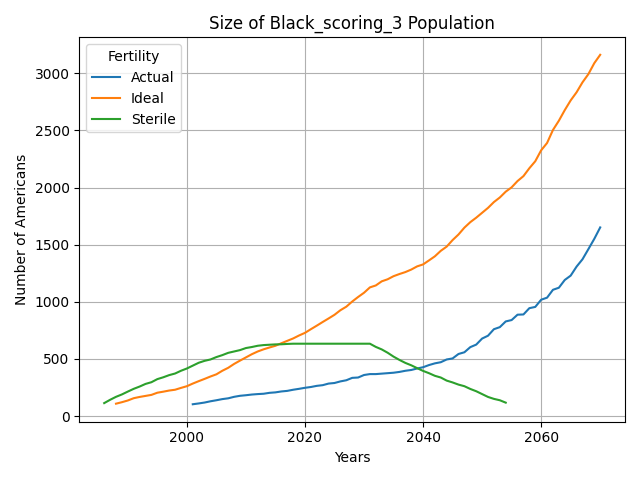 Size of Black_scoring_3 Population
Fertility
Actual
Ideal
Sterile
Number of Americans
3000
2500
2000
1500
1000
500
0
2000
2020
2040
2060
Years